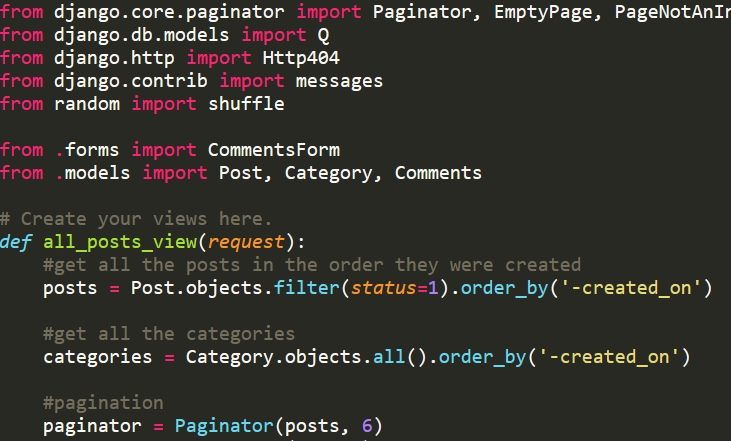 from django.core.paginator import Paginator, EmptyPage,
from django.db.models import Q
from django.http import Http404
from django.contrib import messages
from random import shuffle
from .forms import CommentsForm
from .models import Post, Category, Comments
# Create your views here.
def all_posts_view(request):
    #get all the posts in the order they were created
    posts = Post.objects.filter(status=1).order_by('-created_on')
    #get all the categories
    categories = Category.objects.all().order_by('-created_on')
    #pagination
    paginator = Paginator(posts, 6)